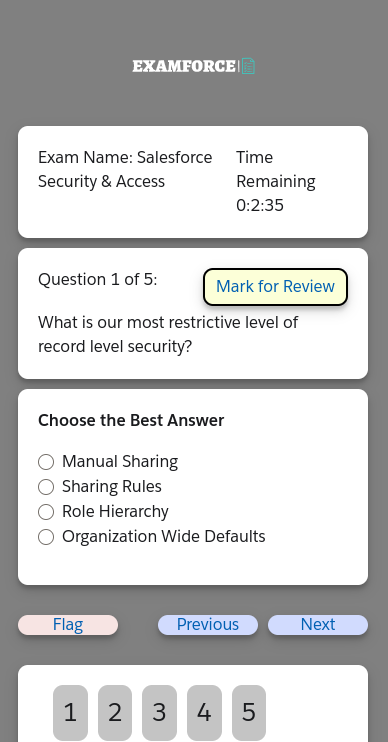 EXAMFORCE
Exam Name: Salesforce Security & Access
Time Remaining 0:2:35
Question 1 of 5:
Mark for Review
What is our most restrictive level of
record level security?
Choose the Best Answer
Manual Sharing
Sharing Rules
Role Hierarchy
Organization Wide Defaults
Flag
Previous
Next
1 2 3 4 5